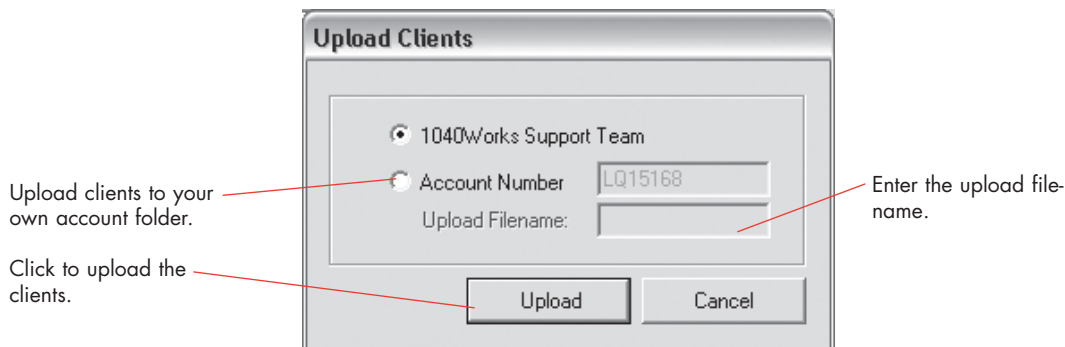 Upload Clients
1040Works Support Team
Account Number LQ15168
Upload Filename:
Upload Cancel
Upload clients to your
own account folder.
Click to upload the
clients.
Enter the upload file-
name.